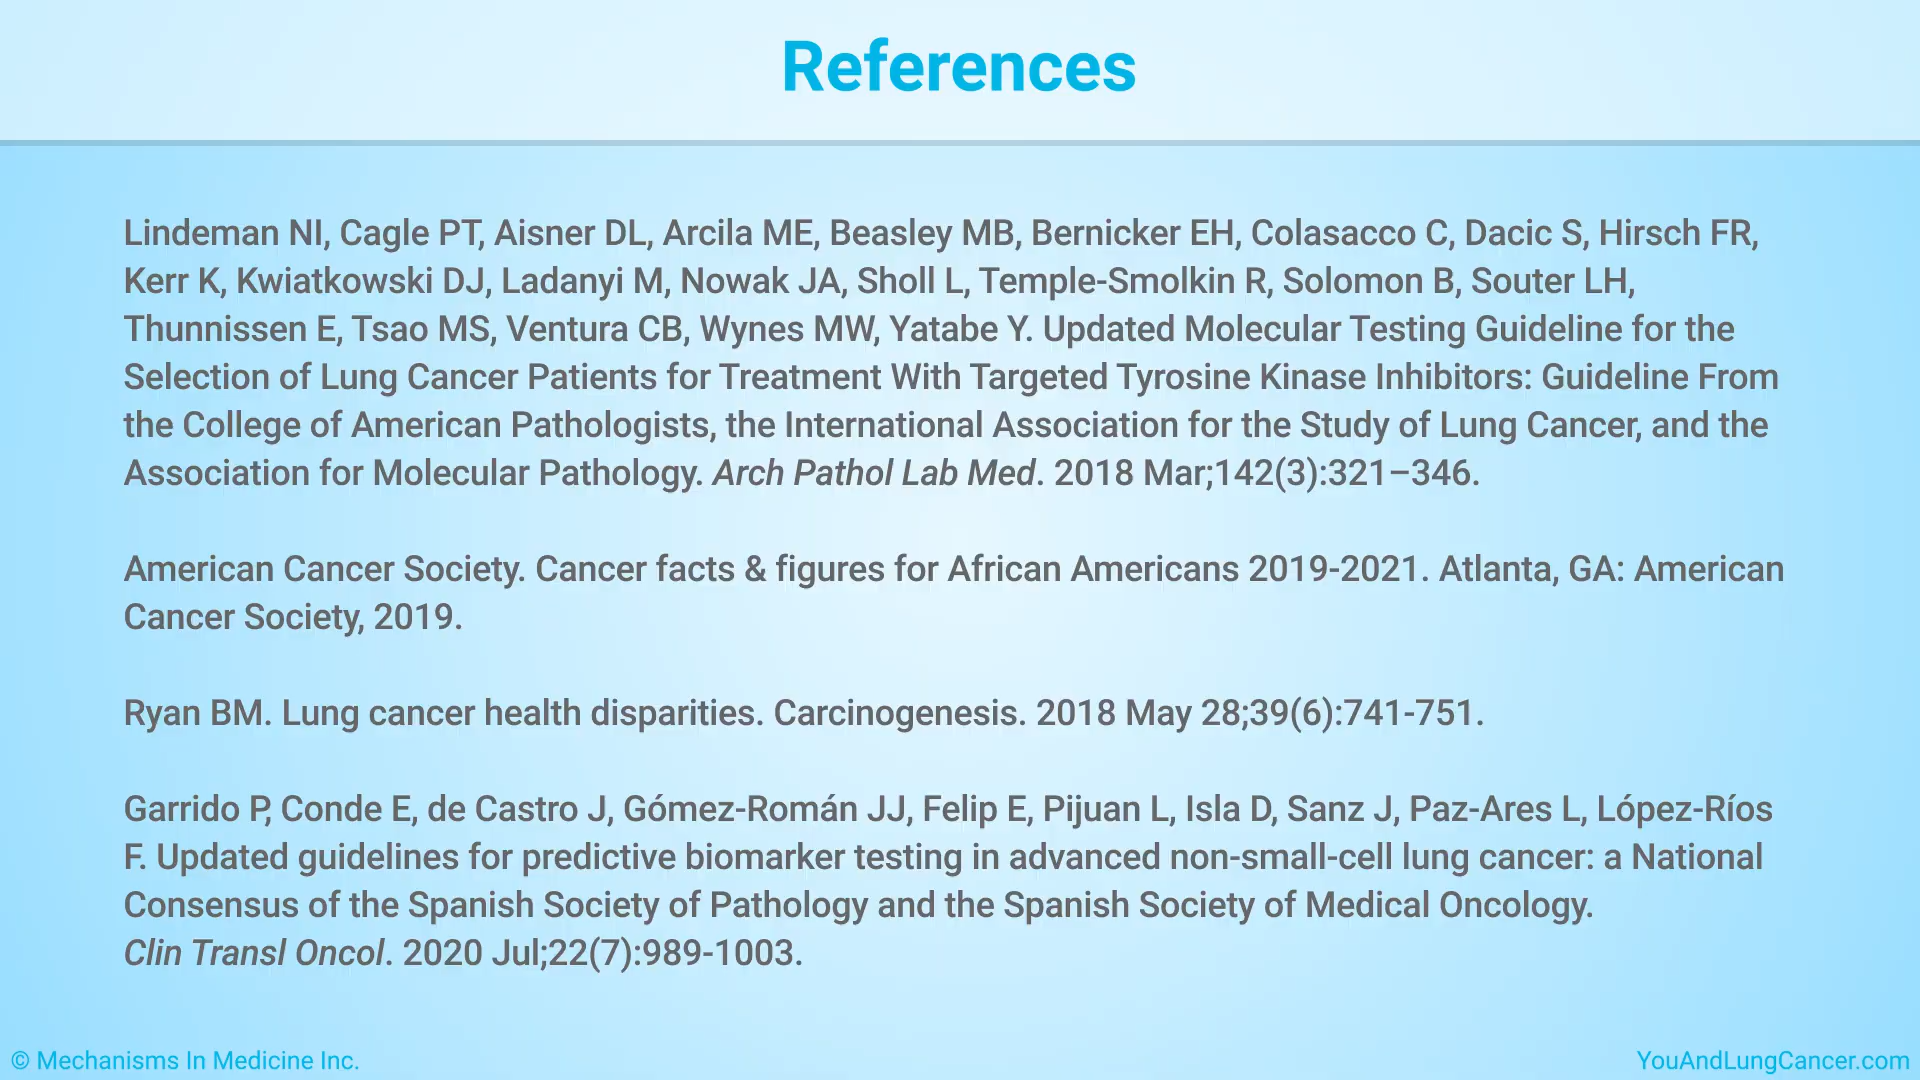 References
Lindeman NI, Cagle PT, Aisner DL, Arcila ME, Beasley MB, Bernicker EH, Colasacco C, Dacic S, Hirsch FR,
Kerr K, Kwiatkowski DJ, Ladanyi M, Nowak JA, Sholl L, Temple-Smolkin R, Solomon B, Souter LH,
Thunnissen E, Tsao MS, Ventura CB, Wynes MW, Yatabe Y. Updated Molecular Testing Guideline for the
Selection of Lung Cancer Patients for Treatment With Targeted Tyrosine Kinase Inhibitors: Guideline From
the College of American Pathologists, the International Association for the Study of Lung Cancer, and the
Association for Molecular Pathology. Arch Pathol Lab Med. 2018 Mar;142(3):321–346.
American Cancer Society. Cancer facts & figures for African Americans 2019-2021. Atlanta, GA: American
Cancer Society, 2019.
Ryan BM. Lung cancer health disparities. Carcinogenesis. 2018 May 28;39(6):741-751.
Garrido P, Conde E, de Castro J, Gómez-Román JJ, Felip E, Pijuan L, Isla D, Sanz J, Paz-Ares L, López-Ríos
F. Updated guidelines for predictive biomarker testing in advanced non-small-cell lung cancer: a National
Consensus of the Spanish Society of Pathology and the Spanish Society of Medical Oncology.
Clin Transl Oncol. 2020 Jul;22(7):989-1003.
© Mechanisms In Medicine Inc.
YouAndLungCancer.com